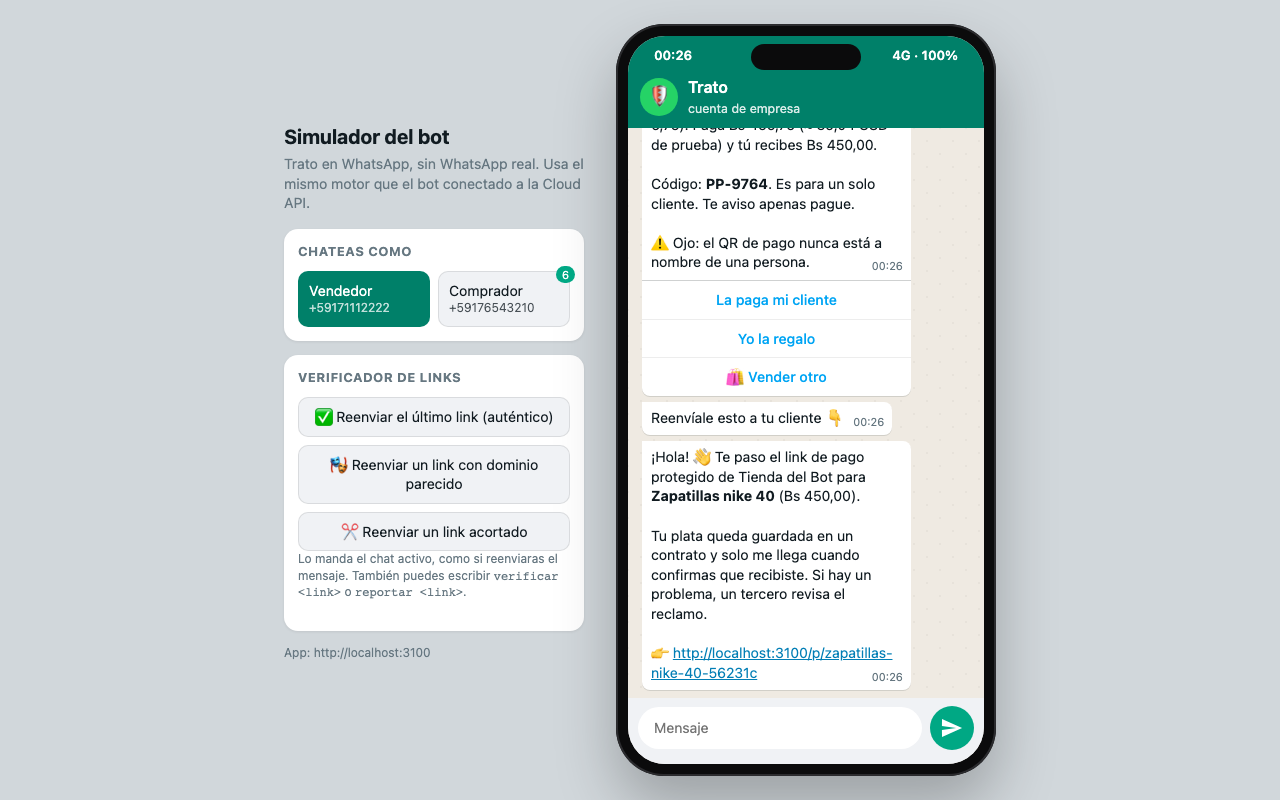 Simulador del bot
Trato en WhatsApp, sin WhatsApp real. Usa el
mismo motor que el bot conectado a la Cloud
API.
CHATEAS COMO
Vendedor
+59171112222
6
Comprador
+59176543210
VERIFICADOR DE LINKS
✅ Reenviar el último link (auténtico)
🎭 Reenviar un link con dominio
parecido
✂️ Reenviar un link acortado
Lo manda el chat activo, como si reenviaras el
mensaje. También puedes escribir verificar
<link> o reportar <link>.
App: http://localhost:3100
00:26
4G · 100%
Trato
cuenta de empresa
de prueba) y tú recibes Bs 450,00.
Código: PP-9764. Es para un solo
cliente. Te aviso apenas pague.
⚠️ Ojo: el QR de pago nunca está a
nombre de una persona.
00:26
La paga mi cliente
Yo la regalo
🛍️ Vender otro
Reenvíale esto a tu cliente 👇
00:26
¡Hola! 👋 Te paso el link de pago
protegido de Tienda del Bot para
Zapatillas nike 40 (Bs 450,00).
Tu plata queda guardada en un
contrato y solo me llega cuando
confirmas que recibiste. Si hay un
problema, un tercero revisa el
reclamo.
👉 http://localhost:3100/p/zapatillas-
nike-40-56231c
00:26
Mensaje